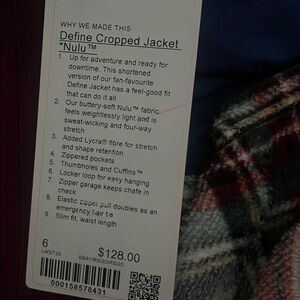 WHY WE MADE THIS
Define Cropped Jacket
*Nulu™
1. Up for adventure and ready for
downtime. This shortened
version of our fan-favourite
Define Jacket has a feel-good fit
that can do it all
2. Our buttery-soft Nulu™ fabric
feels weightlessly light and is
sweat-wicking and four-way
stretch
3. Added Lycra® fibre for stretch
and shape retention
4. Zippered pockets
5. Thumbholes and Cuffins™
6. Locker loop for easy hanging
7. Zipper garage keeps chafe in
check
8. Elastic zipper pull doubles as an
emergency hair tie
9. Slim fit, waist length
6
$128.00
000158578431